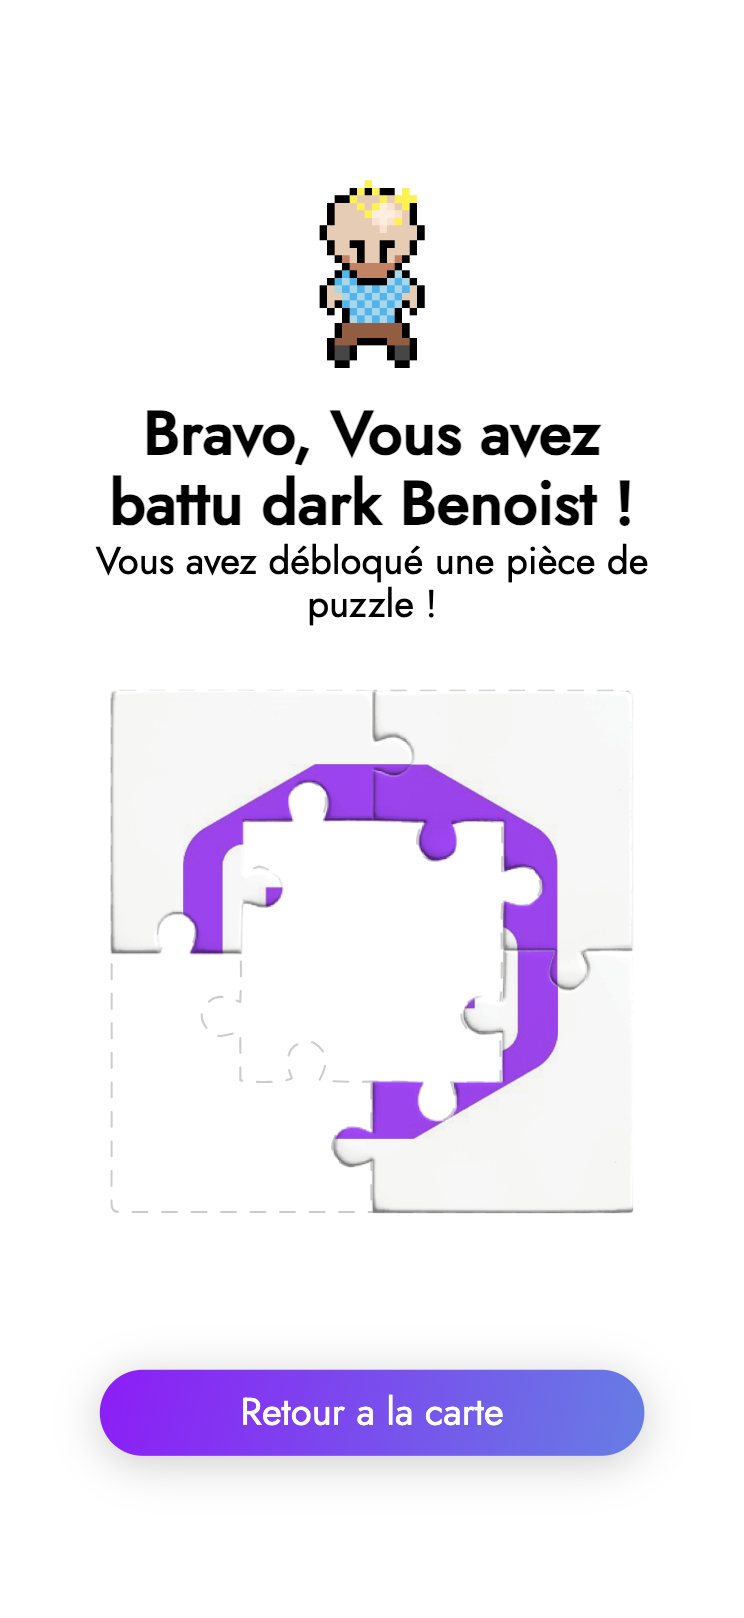 Bravo, Vous avez
battu dark Benoist !
Vous avez débloqué une pièce de
puzzle !
Retour a la carte